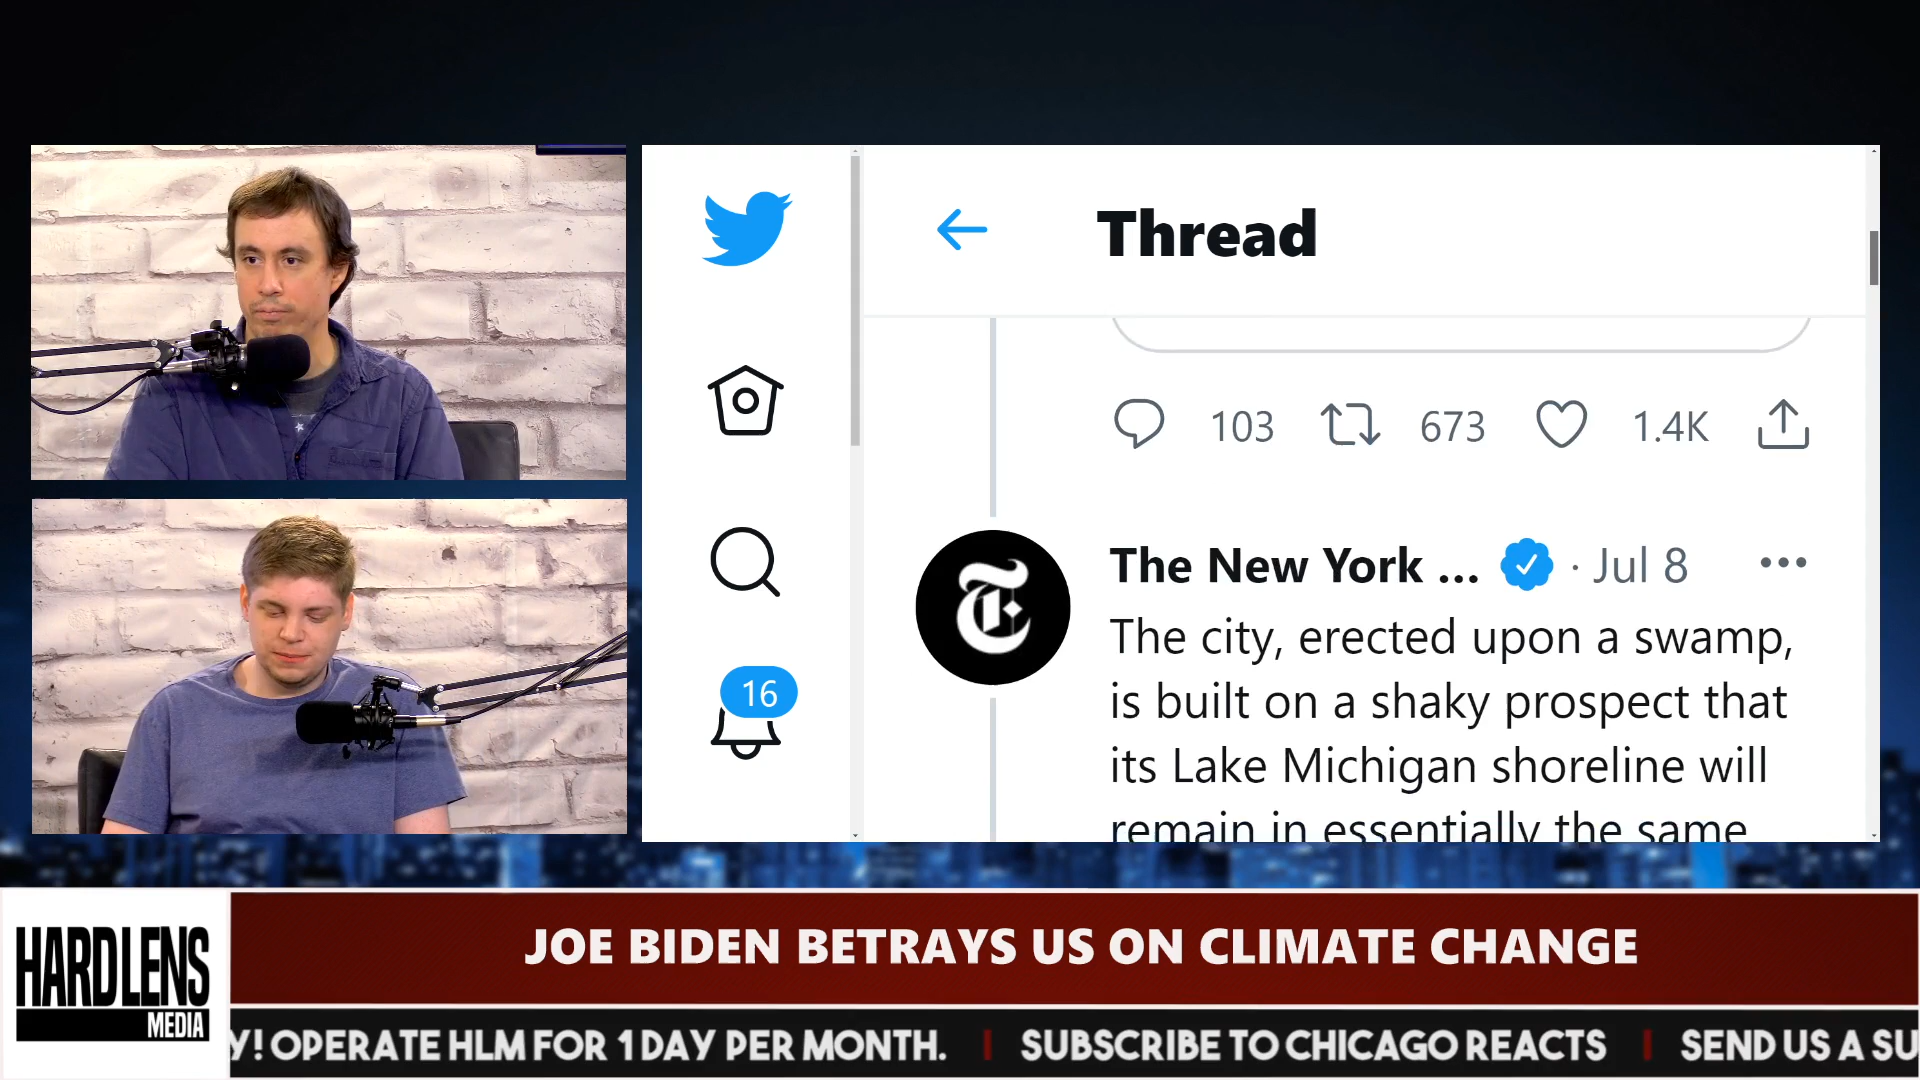 Thread
103 673 1.4K
The New York ... · Jul 8 ...
The city, erected upon a swamp,
is built on a shaky prospect that
its Lake Michigan shoreline will
remain in essentially the same
16
HARD LENS
MEDIA
JOE BIDEN BETRAYS US ON CLIMATE CHANGE
Y! OPERATE HLM FOR 1 DAY PER MONTH. | SUBSCRIBE TO CHICAGO REACTS | SEND US A SU